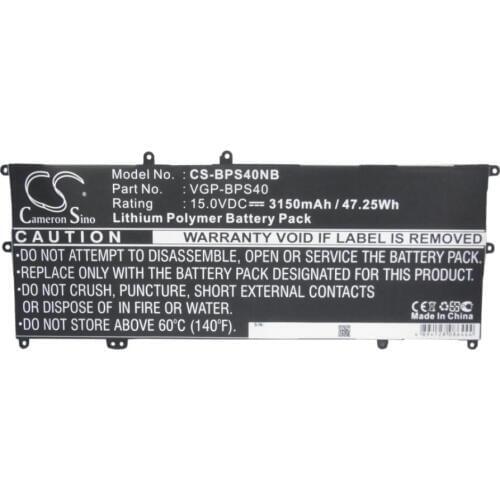 CS
Cameron Sino
Model No.: CS-BPS40NB
Part No.: VGP-BPS40
Rating: 15.0VDC⎓ 3150mAh / 47.25Wh
Lithium Polymer Battery Pack
CAUTION WARRANTY VOID IF LABEL IS REMOVED
.DO NOT ATTEMPT TO DISASSEMBLE, OPEN OR SERVICE BATTERY
.REPLACE WITH THE BATTERY PACK DESIGNATED FOR THIS PRODUCT.
.DO NOT CRUSH, PUNCTURE, SHORT EXTERNAL CONTACTS
OR DISPOSE OF IN FIRE OR WATER
.DO NOT STORE ABOVE 60°C (140°F)
S/N:
CE
Made In China